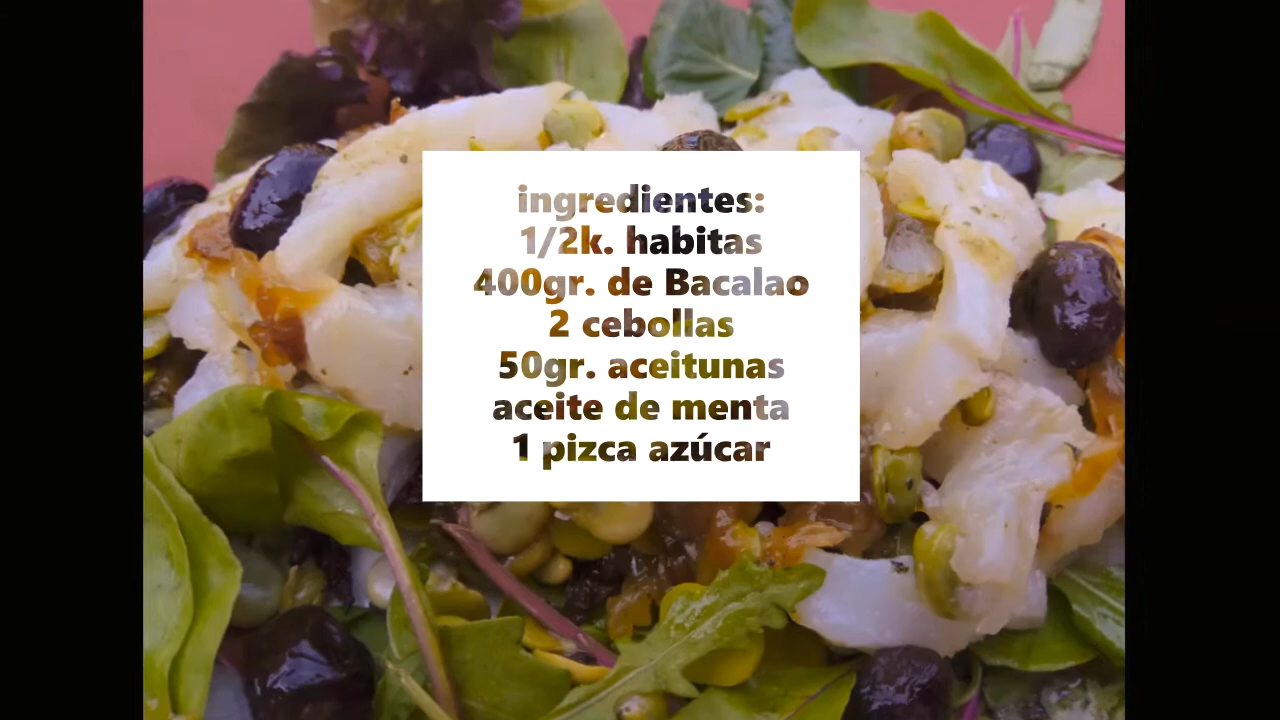 ingredientes:
1/2k. habitas
400gr. de Bacalao
2 cebollas
50gr. aceitunas
aceite de menta
1 pizca azúcar